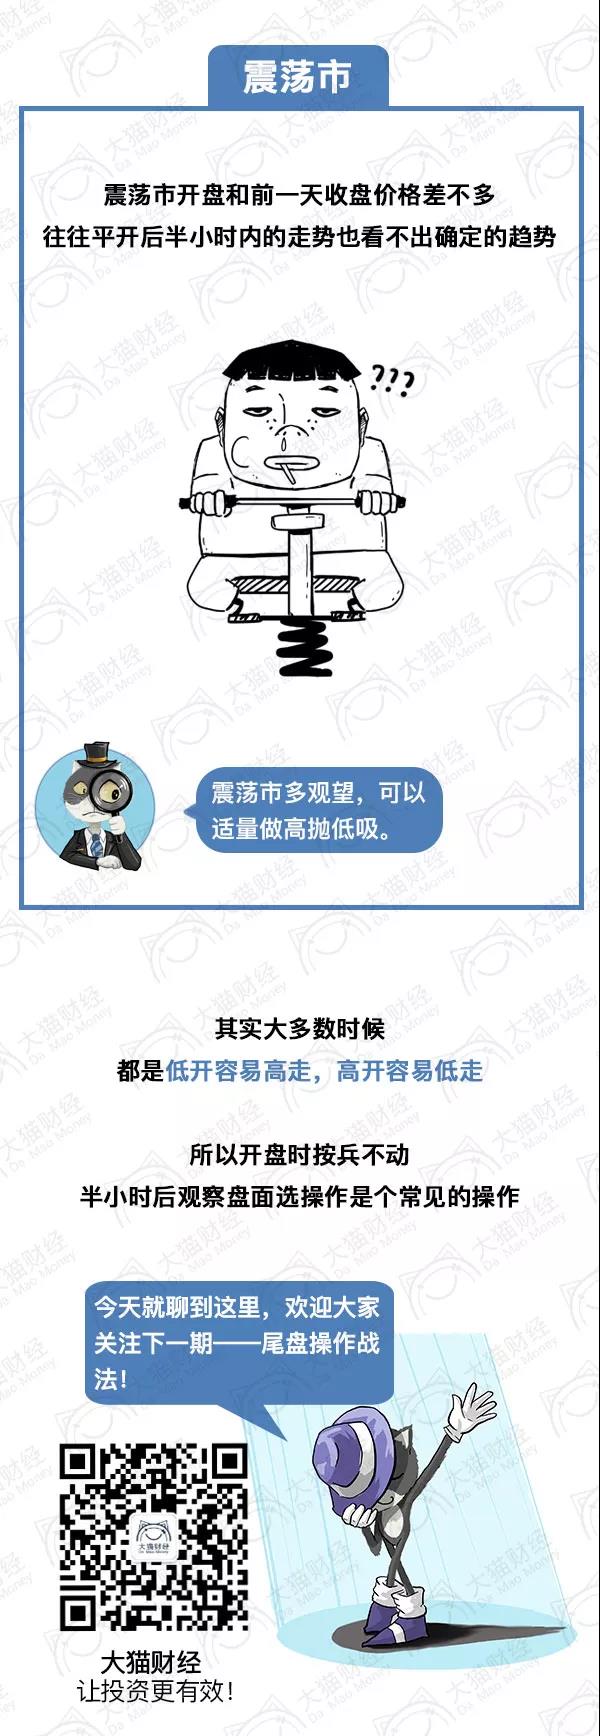 震荡市
震荡市开盘和前一天收盘价格差不多
往往平开后半小时内的走势也看不出确定的趋势
???
震荡市多观望，可以
适量做高抛低吸。
其实大多数时候
都是低开容易高走，高开容易低走
所以开盘时按兵不动
半小时后观察盘面选操作是个常见的操作
今天就聊到这里，欢迎大家
关注下一期——尾盘操作战
法！
大猫财经
Da Mao Money
大猫财经
让投资更有效！